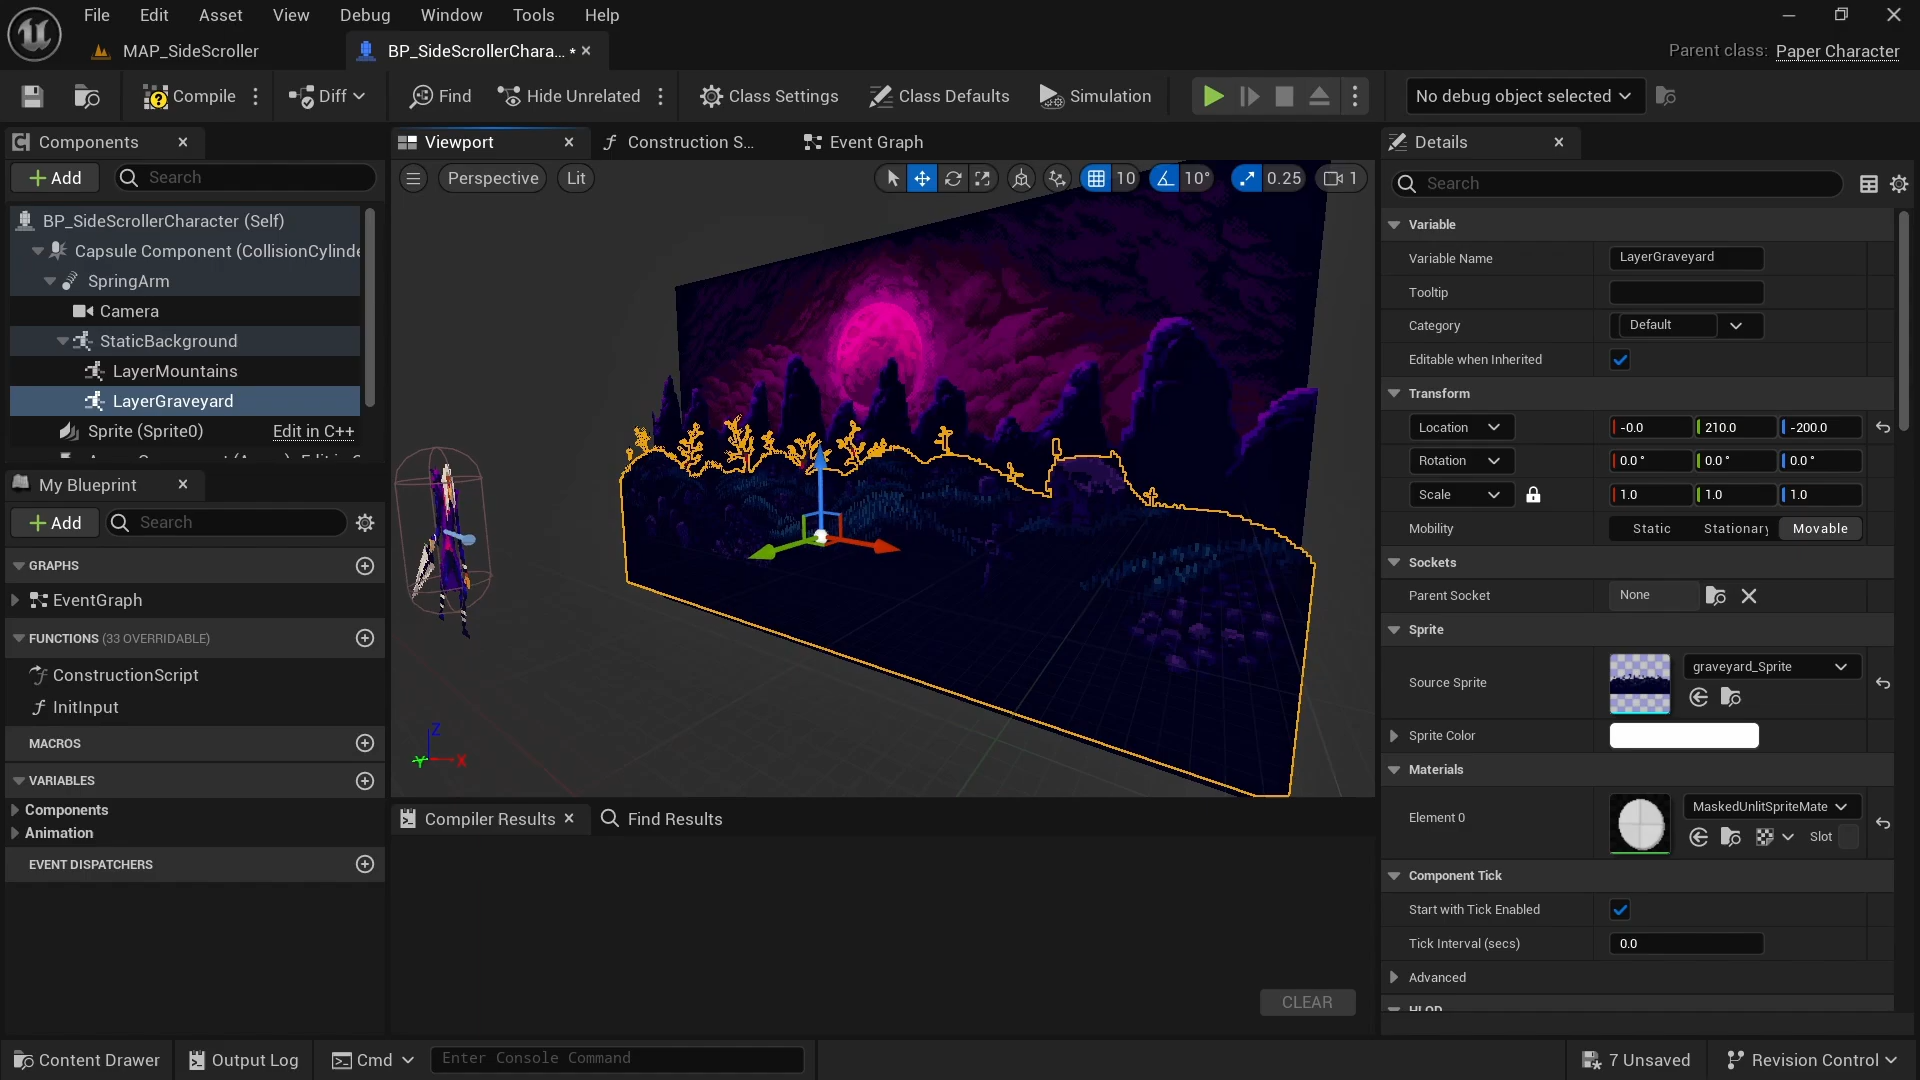 File Edit Asset View Debug Window Tools Help
MAP_SideScroller
BP_SideScrollerChara... *
Parent class: Paper Character
Compile
Diff
Find
Hide Unrelated
Class Settings
Class Defaults
Simulation
No debug object selected
Components
Add
Search
BP_SideScrollerCharacter (Self)
Capsule Component (CollisionCylinde
SpringArm
Camera
StaticBackground
LayerMountains
LayerGraveyard
Sprite (Sprite0) Edit in C++
My Blueprint
Add
Search
GRAPHS
EventGraph
FUNCTIONS (33 OVERRIDABLE)
ConstructionScript
InitInput
MACROS
VARIABLES
Components
Animation
EVENT DISPATCHERS
Viewport
Construction S...
Event Graph
Perspective
Lit
10
10°
0.25
1
Z
Y
X
Compiler Results
Find Results
CLEAR
Details
Search
Variable
Variable Name LayerGraveyard
Tooltip
Category Default
Editable when Inherited
Transform
Location -0.0 210.0 -200.0
Rotation 0.0° 0.0° 0.0°
Scale 1.0 1.0 1.0
Mobility Static Stationary Movable
Sockets
Parent Socket None
Sprite
Source Sprite graveyard_Sprite
Sprite Color
Materials
Element 0 MaskedUnlitSpriteMate
Slot
Component Tick
Start with Tick Enabled
Tick Interval (secs) 0.0
Advanced
HLOD
Content Drawer
Output Log
Cmd
Enter Console Command
7 Unsaved
Revision Control